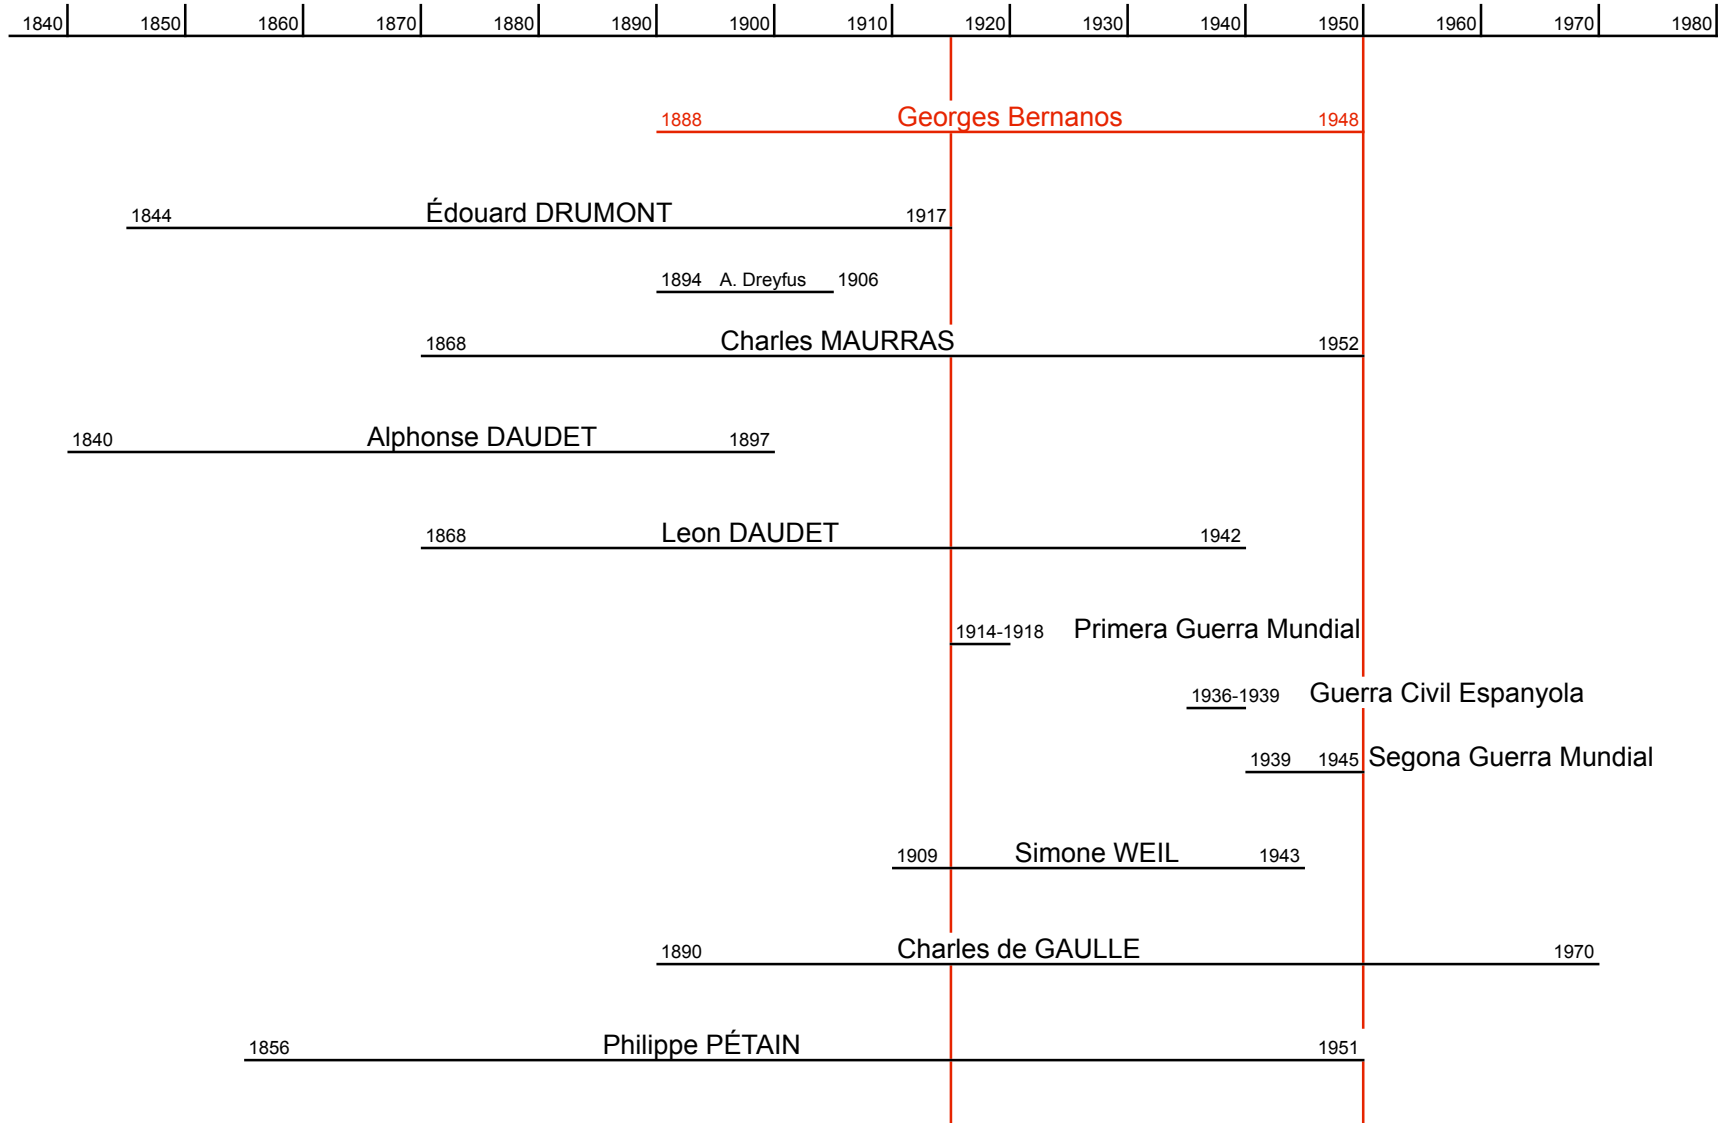 1840 1850 1860 1870 1880 1890 1900 1910 1920 1930 1940 1950 1960 1970 1980
1888 Georges Bernanos 1948
1844 Édouard DRUMONT 1917
1894 A. Dreyfus 1906
1868 Charles MAURRAS 1952
1840 Alphonse DAUDET 1897
1868 Leon DAUDET 1942
1914-1918 Primera Guerra Mundial
1936-1939 Guerra Civil Espanyola
1939 1945 Segona Guerra Mundial
1909 Simone WEIL 1943
1890 Charles de GAULLE 1970
1856 Philippe PÉTAIN 1951